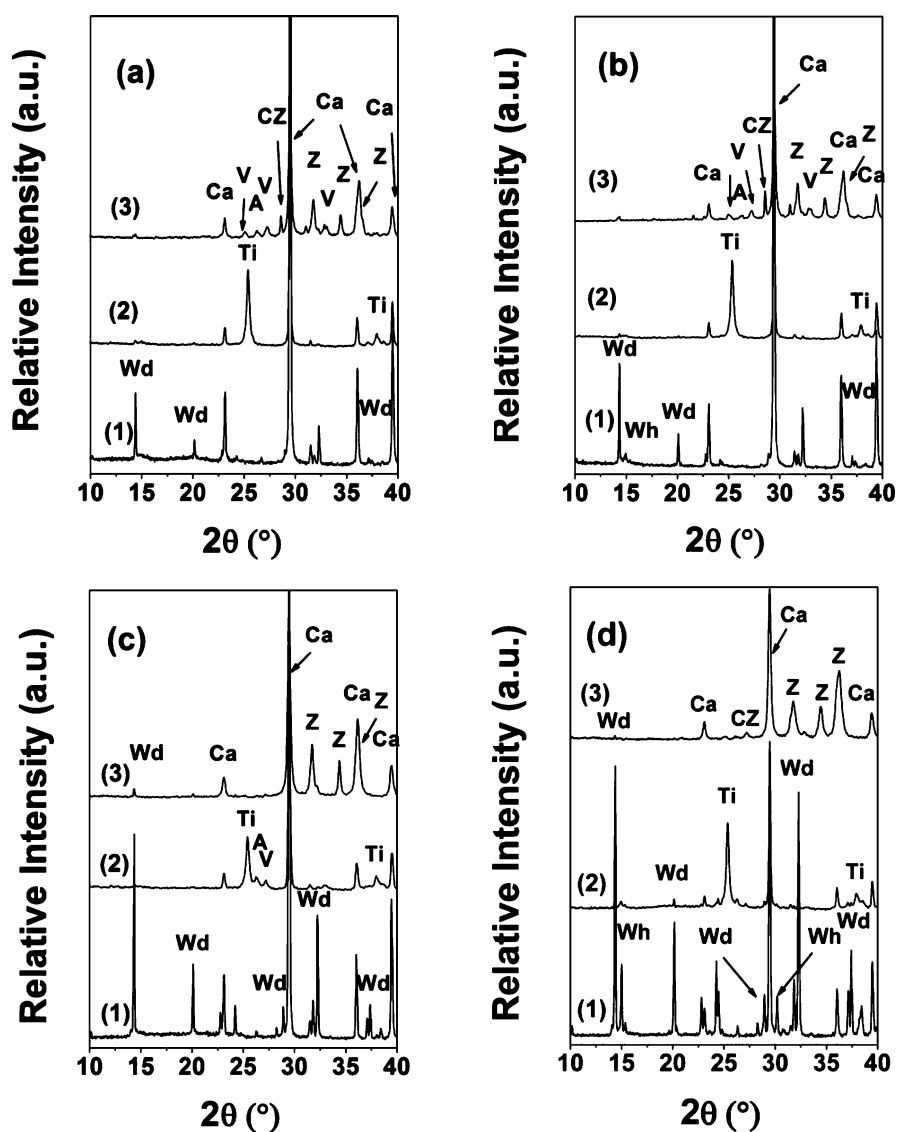 Relative Intensity (a.u.)
(a)
Ca
Ca
CZ
Z
Z
Z
V
V
V
Ca
A
(3)
Ti
(2)
Ti
Wd
Wd
Wd
(1)
10 15 20 25 30 35 40
2θ (°)
Relative Intensity (a.u.)
(b)
Ca
CZ
V
Z
Ca
Z
Ca
A
V
Z
Ca
(3)
Ti
(2)
Ti
Wd
Wd
Wd
(1)
Wh
10 15 20 25 30 35 40
2θ (°)
Relative Intensity (a.u.)
(c)
Ca
Ca
Z
Z
Z
Ca
Wd
Ca
(3)
Ti
A
V
Ti
(2)
Wd
Wd
Wd
Wd
(1)
10 15 20 25 30 35 40
2θ (°)
Relative Intensity (a.u.)
(d)
Ca
Z
(3)
Ca
Z
Z
Ca
Wd
CZ
Wd
Ti
Wd
Ti
(2)
Wh
Wd
Wh
Wd
(1)
10 15 20 25 30 35 40
2θ (°)